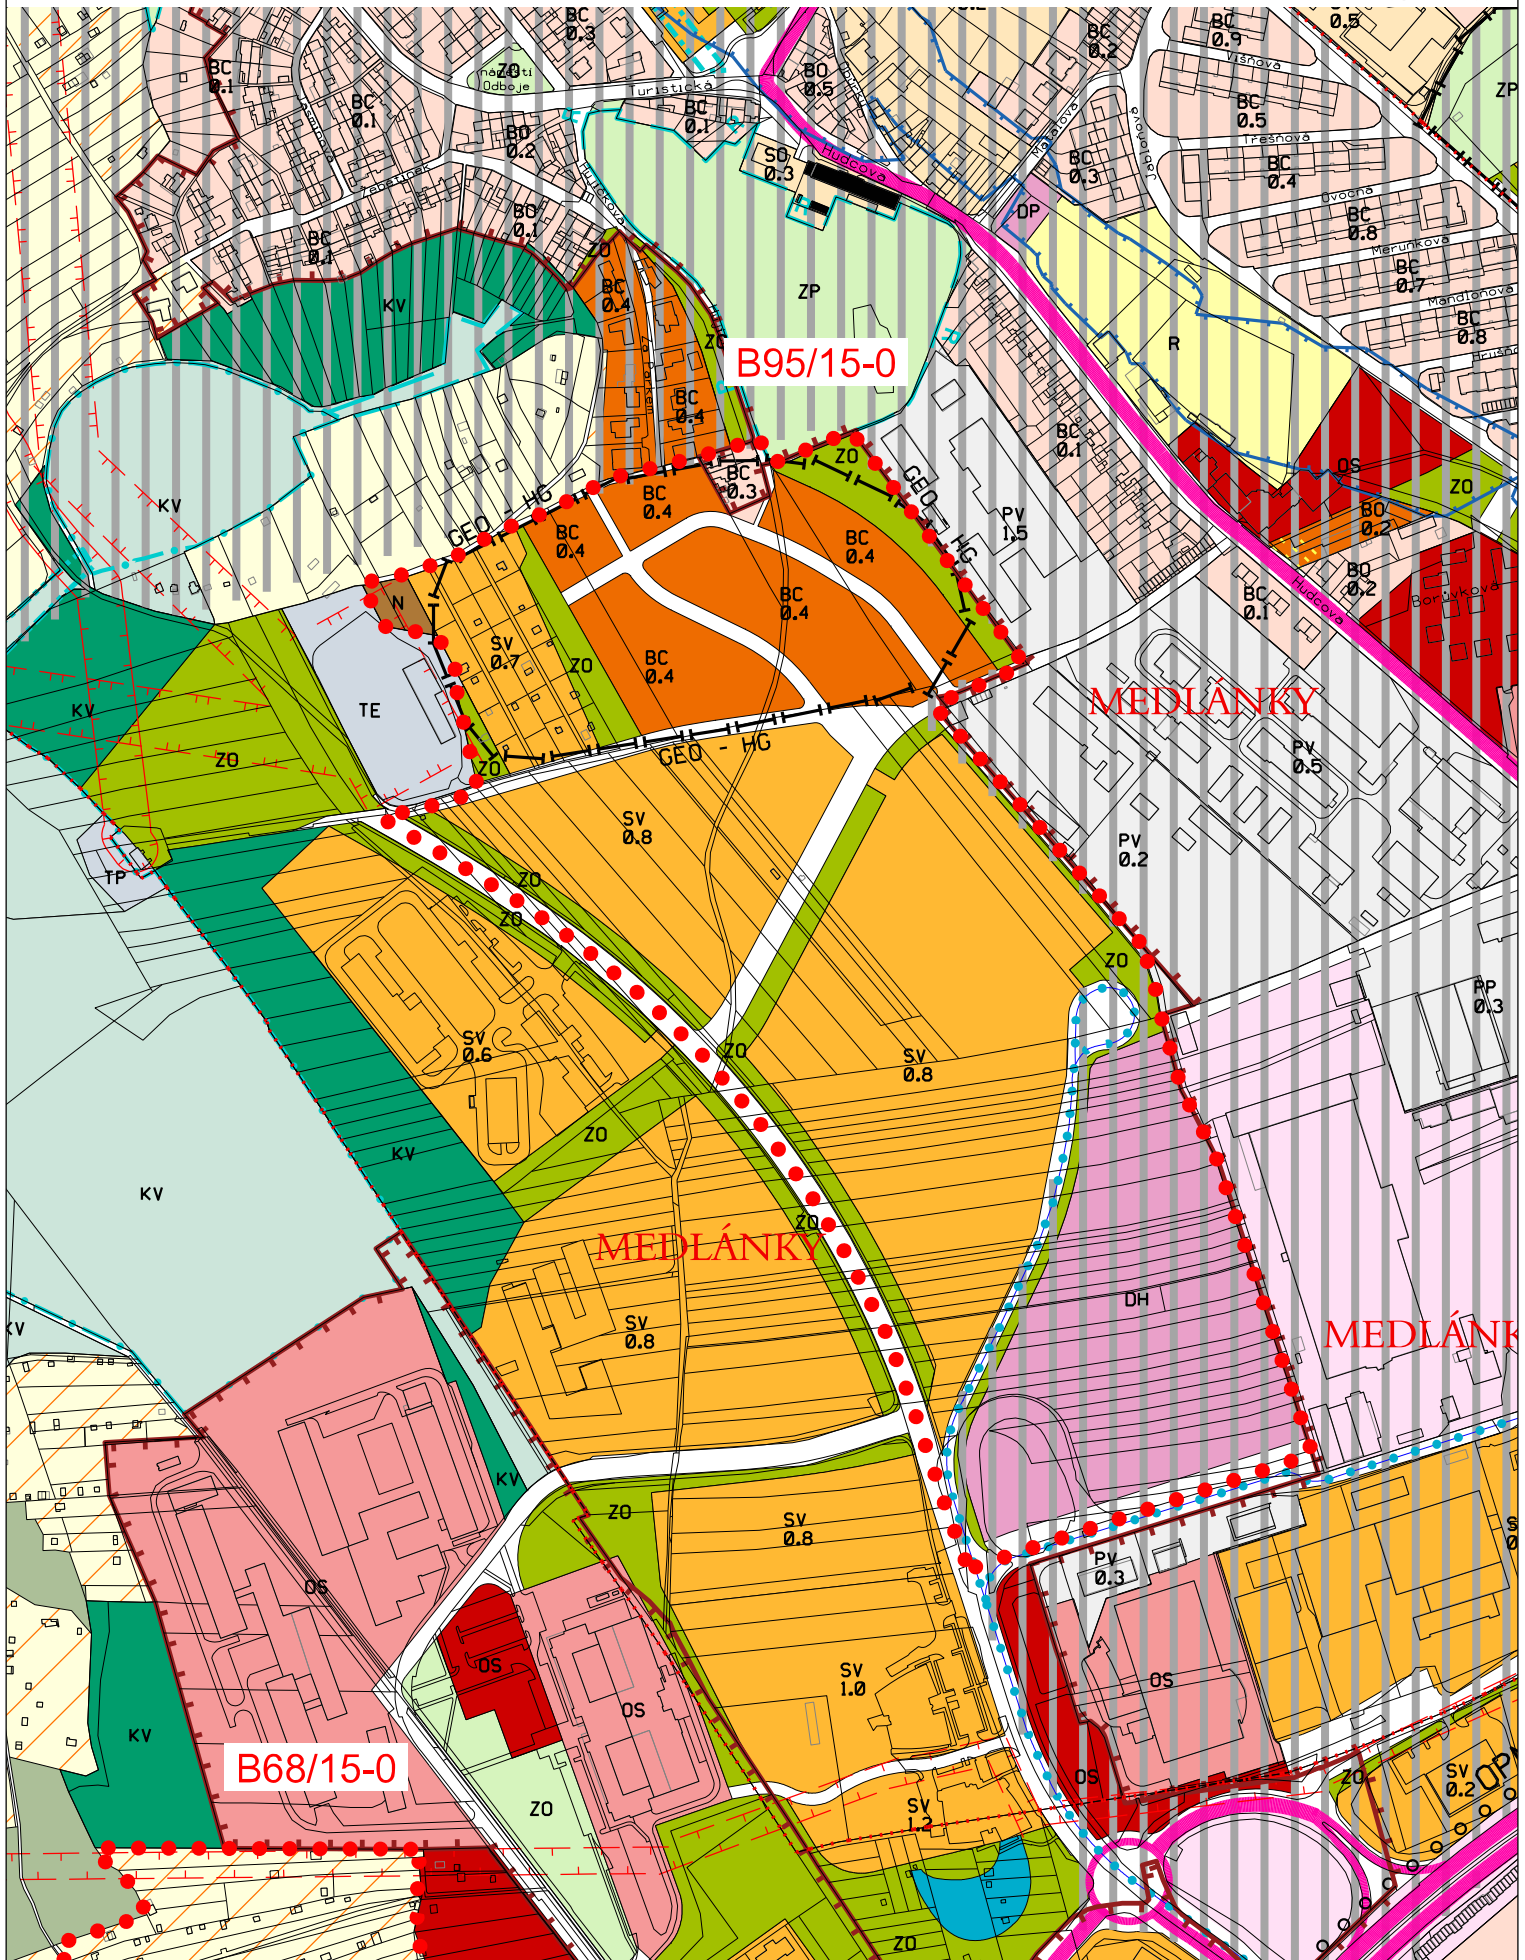 BC
0.3
BC
0.1
ZO
náměstí
Odboje
BC
0.1
Turistická
BC
0.1
BO
0.5
BC
0.2
BC
0.9
Višňová
0.5
ZP
BC
0.5
Třešňová
BO
0.2
SO
0.3
Hudcova
BC
0.3
BC
0.4
Ovocná
BC
0.8
Meruňkova
BO
0.1
BC
0.1
DP
ZO
BC
0.7
Mandloňová
BC
0.8
KV
BC
0.4
ZP
R
ZO
B95/15-0
BC
0.4
BC
0.1
OS
ZO
ZO
BC
0.3
KV
GEO - HG
BC
0.4
BC
0.4
GEO - HG
PV
1.5
BO
0.2
BC
0.4
BO
0.2
Borůvková
BC
0.1
Hudcova
N
BC
0.4
SV
0.7
ZO
BC
0.4
MEDLÁNKY
KV
TE
ZO
ZO
GEO - HG
PV
0.5
SV
0.8
PV
0.2
TP
ZO
ZO
ZO
PP
0.3
SV
0.6
ZO
SV
0.8
ZO
KV
KV
ZO
MEDLÁNKY
DH
KV
SV
0.8
MEDLÁNK
KV
ZO
SV
0.8
PV
0.3
OS
OS
SV
1.0
OS
OS
KV
B68/15-0
OS
ZO
SV
0.2
ZO
SV
1.2
ZO